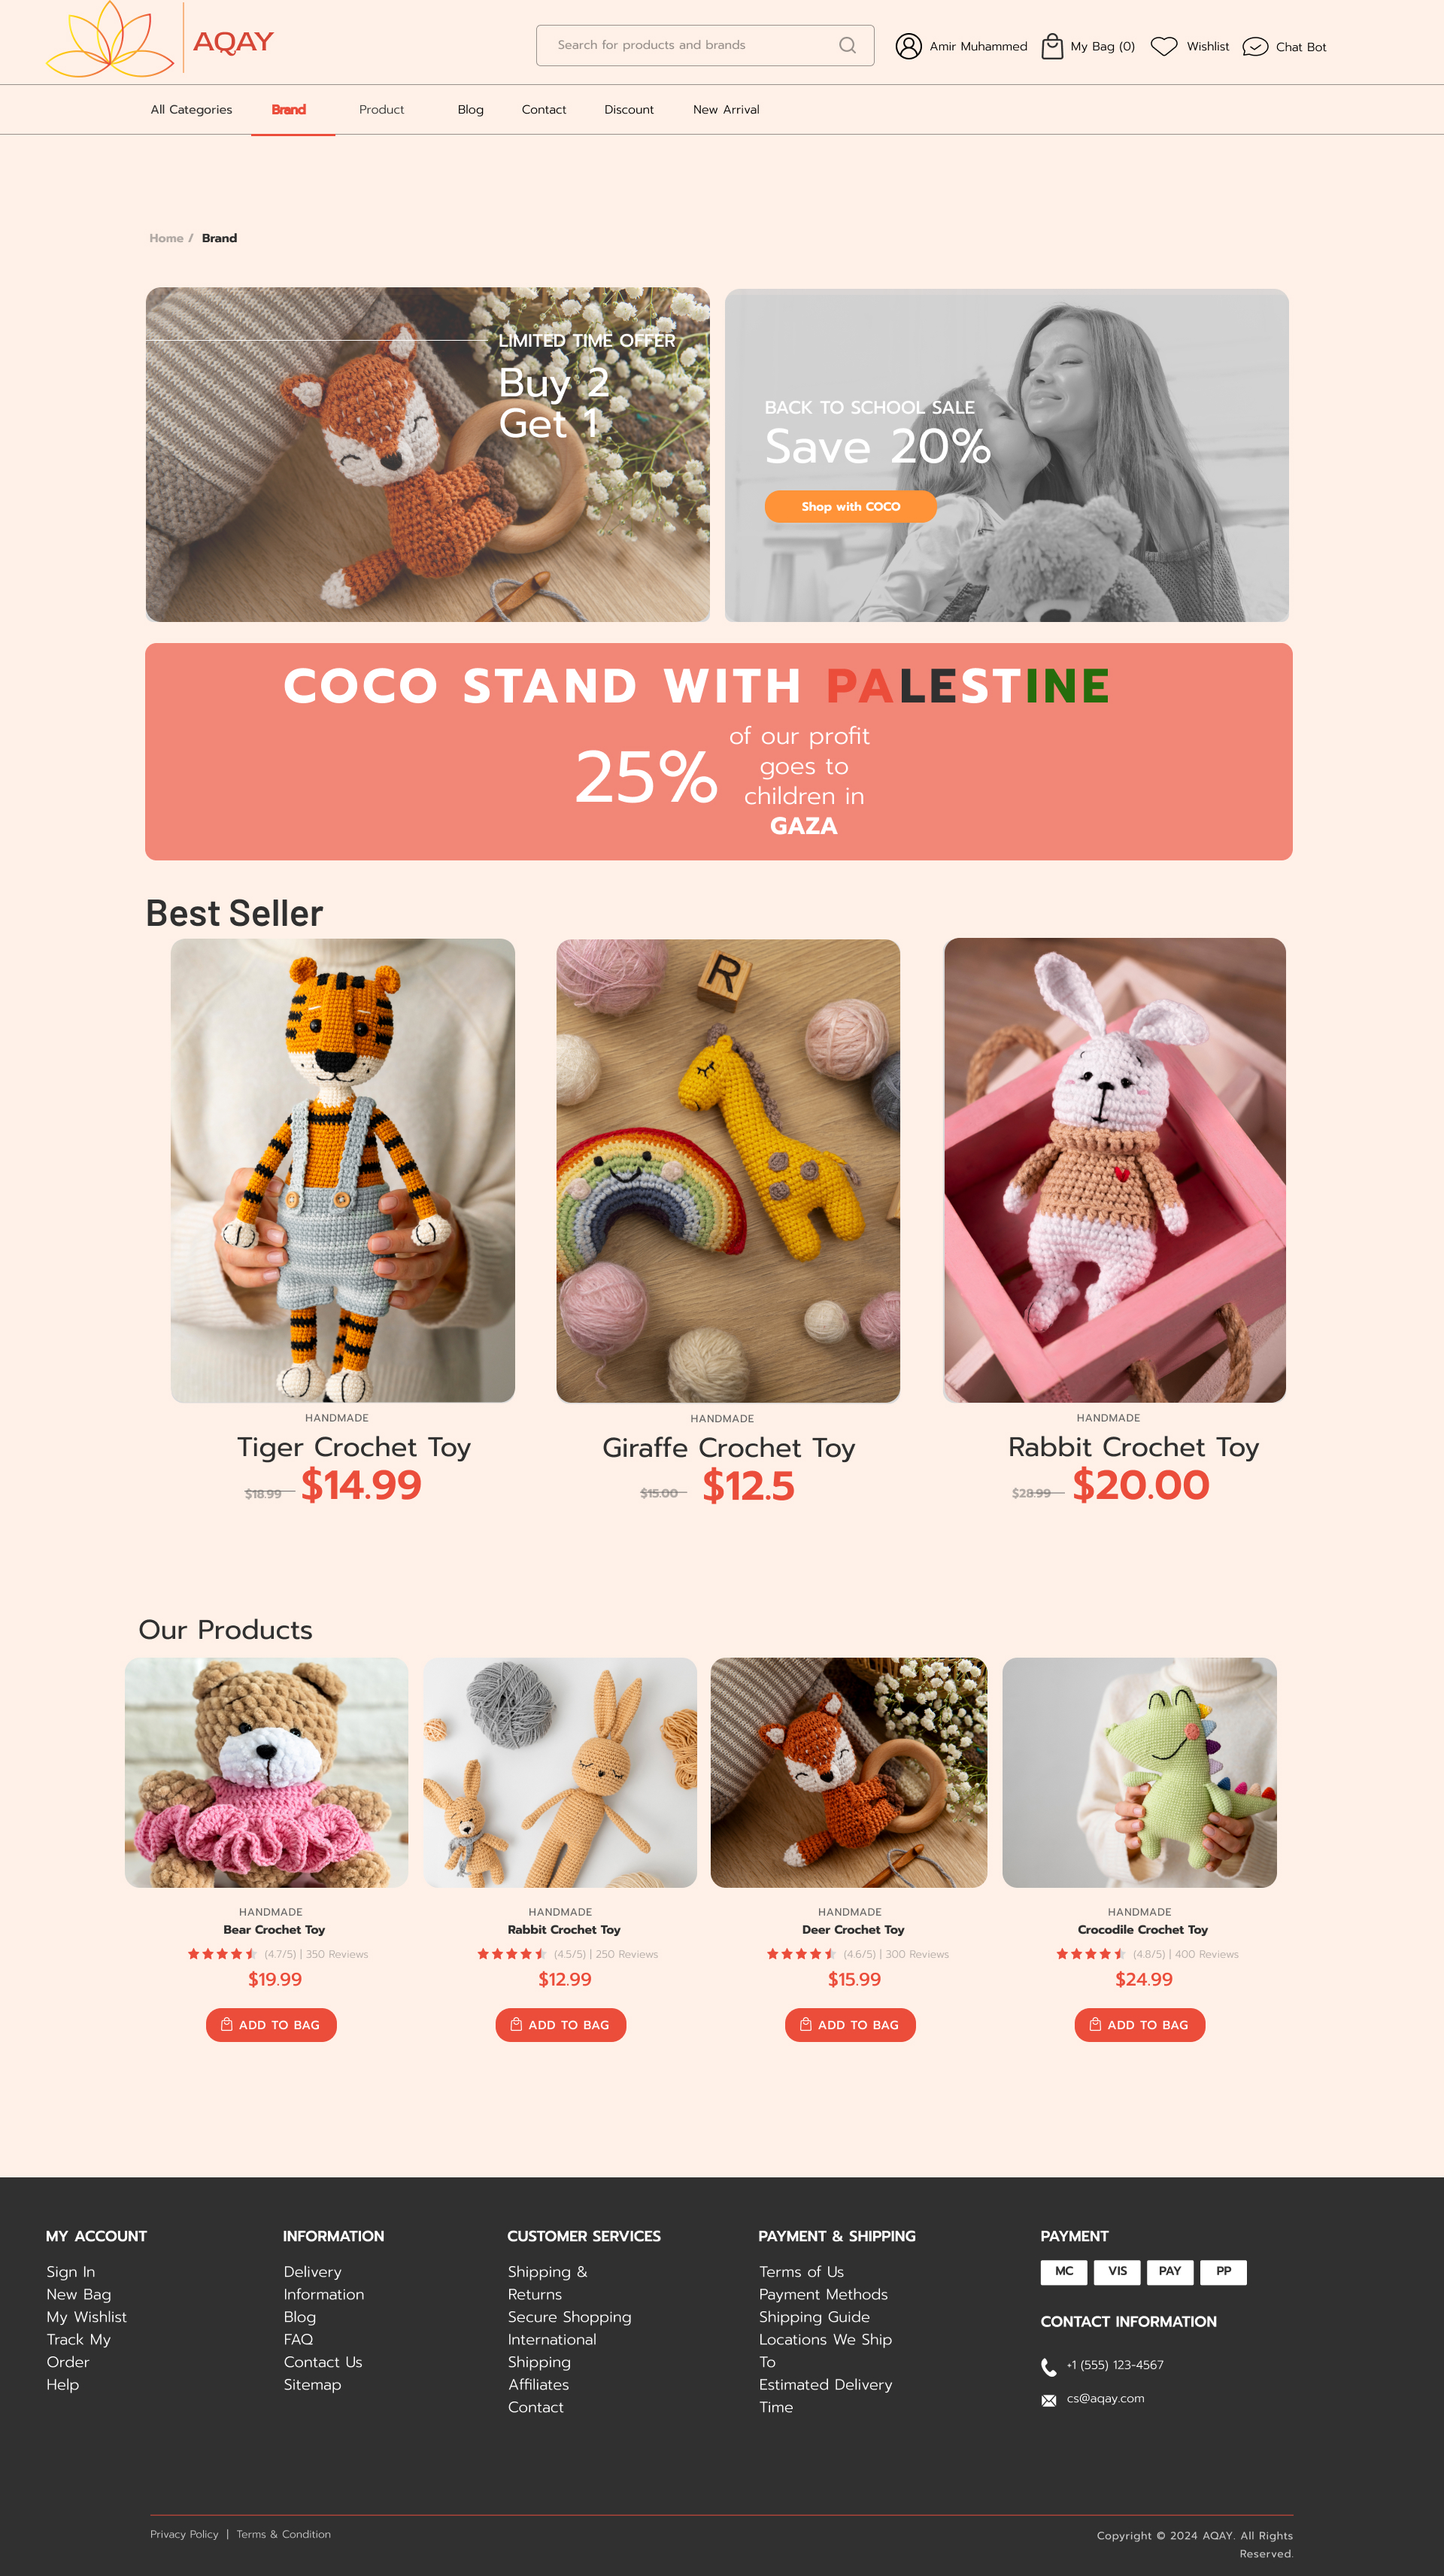 AQAY
Search for products and brands
Amir Muhammed
My Bag (0)
Wishlist
Chat Bot
All Categories
Brand
Product
Blog
Contact
Discount
New Arrival
Home / Brand
LIMITED TIME OFFER
Buy 2
Get 1
BACK TO SCHOOL SALE
Save 20%
Shop with COCO
COCO STAND WITH PALESTINE
25%
of our profit
goes to
children in
GAZA
Best Seller
R
HANDMADE
Tiger Crochet Toy
$18.99 $14.99
HANDMADE
Giraffe Crochet Toy
$15.00 $12.5
HANDMADE
Rabbit Crochet Toy
$28.99 $20.00
Our Products
HANDMADE
Bear Crochet Toy
(4.7/5) | 350 Reviews
$19.99
ADD TO BAG
HANDMADE
Rabbit Crochet Toy
(4.5/5) | 250 Reviews
$12.99
ADD TO BAG
HANDMADE
Deer Crochet Toy
(4.6/5) | 300 Reviews
$15.99
ADD TO BAG
HANDMADE
Crocodile Crochet Toy
(4.8/5) | 400 Reviews
$24.99
ADD TO BAG
MY ACCOUNT
Sign In
New Bag
My Wishlist
Track My
Order
Help
INFORMATION
Delivery
Information
Blog
FAQ
Contact Us
Sitemap
CUSTOMER SERVICES
Shipping &
Returns
Secure Shopping
International
Shipping
Affiliates
Contact
PAYMENT & SHIPPING
Terms of Us
Payment Methods
Shipping Guide
Locations We Ship
To
Estimated Delivery
Time
PAYMENT
MC
VIS
PAY
PP
CONTACT INFORMATION
+1 (555) 123-4567
cs@aqay.com
Privacy Policy | Terms & Condition
Copyright © 2024 AQAY. All Rights
Reserved.